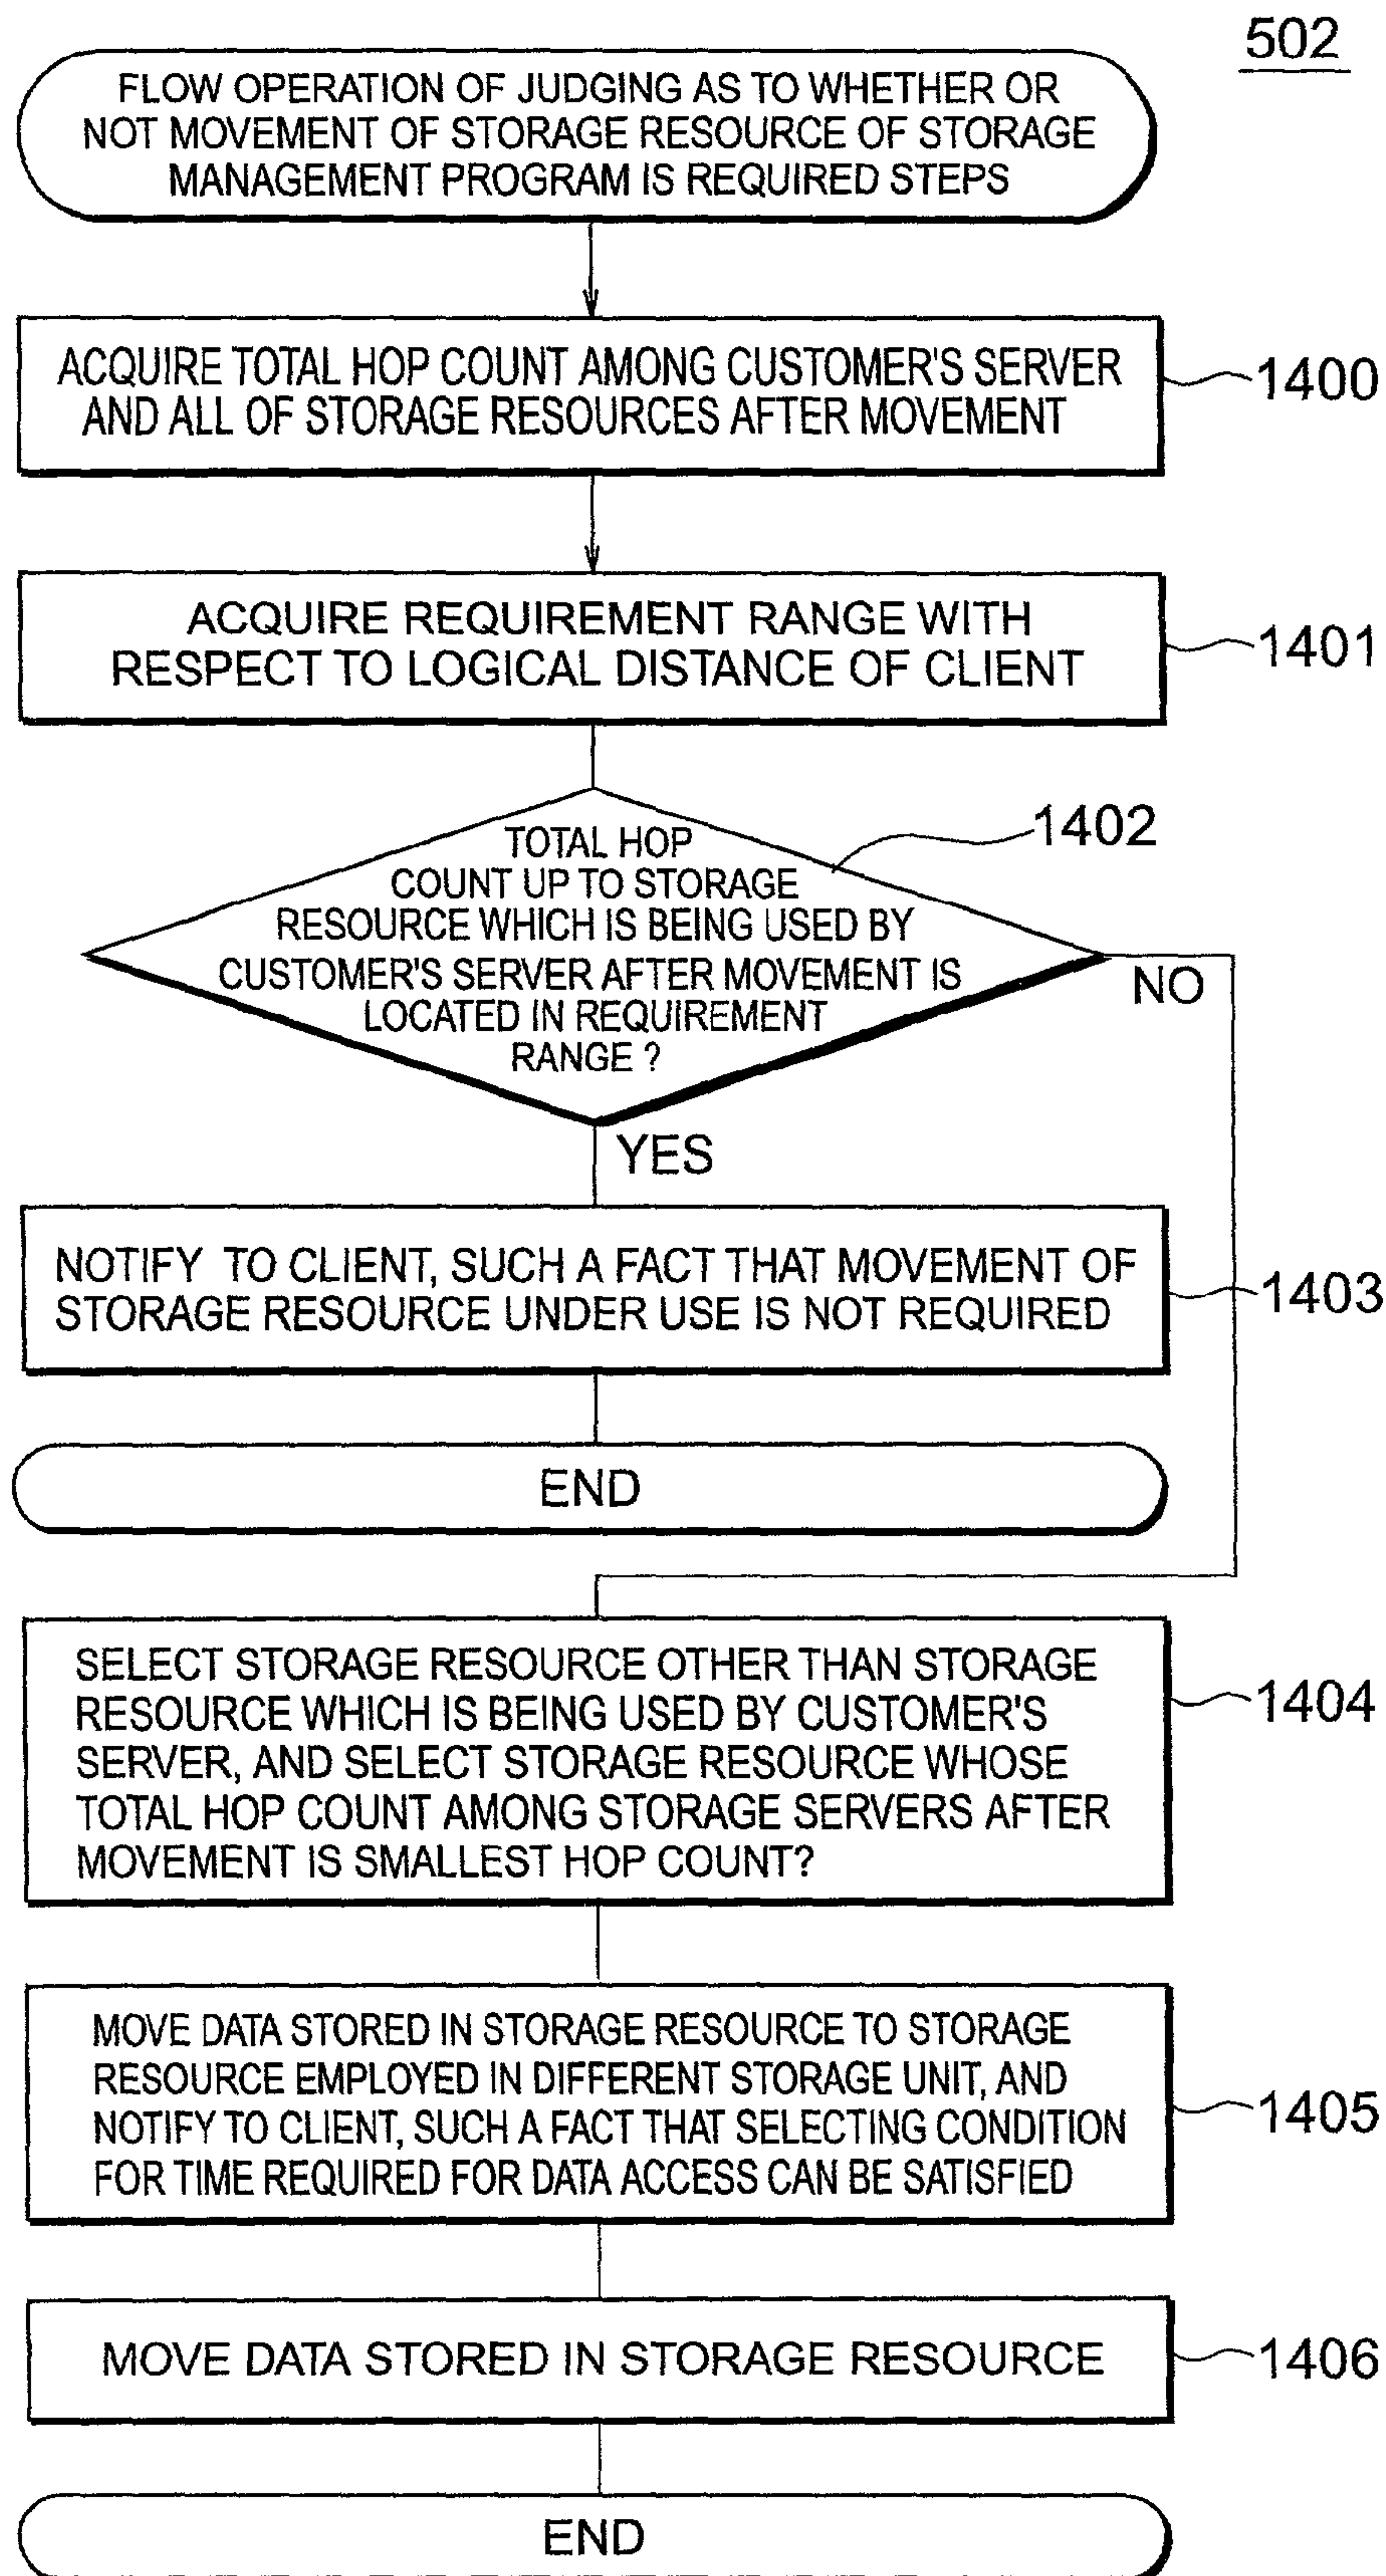 502
FLOW OPERATION OF JUDGING AS TO WHETHER OR
NOT MOVEMENT OF STORAGE RESOURCE OF STORAGE
MANAGEMENT PROGRAM IS REQUIRED STEPS
ACQUIRE TOTAL HOP COUNT AMONG CUSTOMER'S SERVER
AND ALL OF STORAGE RESOURCES AFTER MOVEMENT
1400
ACQUIRE REQUIREMENT RANGE WITH
RESPECT TO LOGICAL DISTANCE OF CLIENT
1401
1402
TOTAL HOP
COUNT UP TO STORAGE
RESOURCE WHICH IS BEING USED BY
CUSTOMER'S SERVER AFTER MOVEMENT IS
LOCATED IN REQUIREMENT
RANGE ?
NO
YES
NOTIFY TO CLIENT, SUCH A FACT THAT MOVEMENT OF
STORAGE RESOURCE UNDER USE IS NOT REQUIRED
1403
END
SELECT STORAGE RESOURCE OTHER THAN STORAGE
RESOURCE WHICH IS BEING USED BY CUSTOMER'S
SERVER, AND SELECT STORAGE RESOURCE WHOSE
TOTAL HOP COUNT AMONG STORAGE SERVERS AFTER
MOVEMENT IS SMALLEST HOP COUNT?
1404
MOVE DATA STORED IN STORAGE RESOURCE TO STORAGE
RESOURCE EMPLOYED IN DIFFERENT STORAGE UNIT, AND
NOTIFY TO CLIENT, SUCH A FACT THAT SELECTING CONDITION
FOR TIME REQUIRED FOR DATA ACCESS CAN BE SATISFIED
1405
MOVE DATA STORED IN STORAGE RESOURCE
1406
END